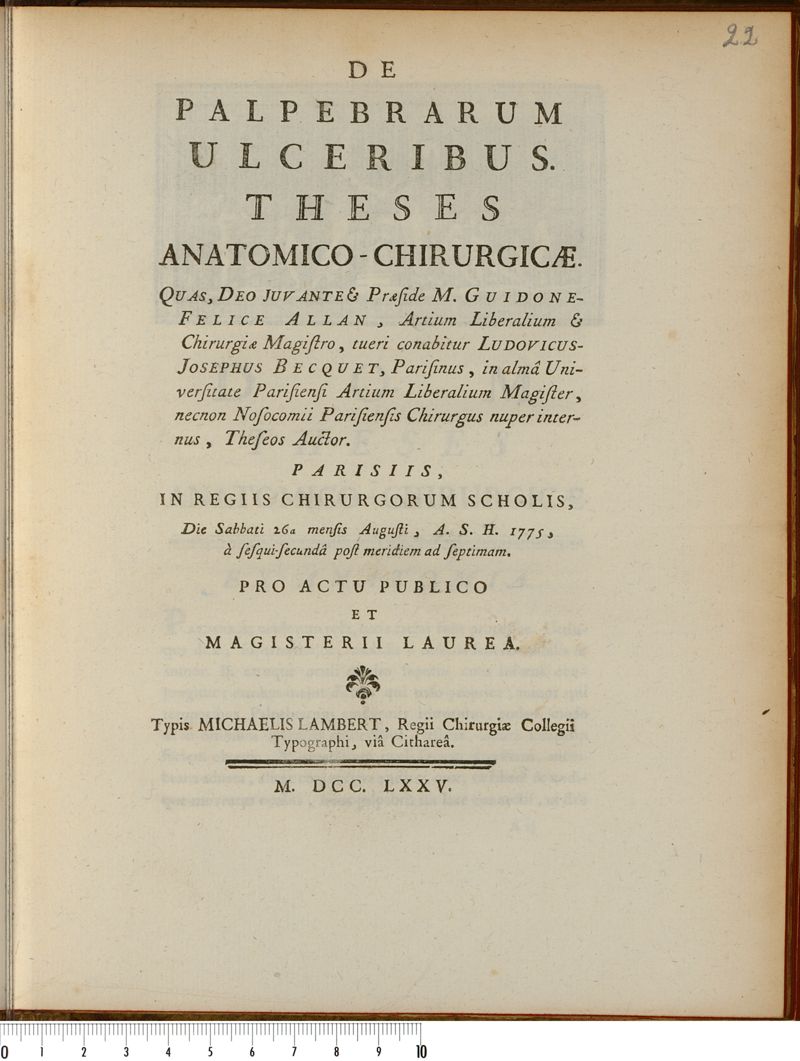 22
DE
PALPEBRARUM
ULCERIBUS.
THESES
ANATOMICO-CHIRURGICÆ.
QUAS, DEO JUVANTE & Præſide M. GUIDONE-
FELICE ALLAN, Artium Liberalium &
Chirurgiæ Magiſtro, tueri conabitur LUDOVICUS-
JOSEPHUS BECQUET, Pariſinus, in almâ Uni-
verſitate Pariſienſi Artium Liberalium Magiſter,
necnon Noſocomii Pariſienſis Chirurgus nuper inter-
nus, Theſeos Auctor.
PARISIIS,
IN REGIIS CHIRURGORUM SCHOLIS,
Die Sabbati 26a menſis Auguſti, A. S. H. 1775,
à ſeſqui-ſecundâ poſt meridiem ad ſeptimam.
PRO ACTU PUBLICO
ET
MAGISTERII LAUREA.
Typis MICHAELIS LAMBERT, Regii Chirurgiæ Collegii
Typographi, viâ Cithareâ.
M. DCC. LXXV.
0 1 2 3 4 5 6 7 8 9 10